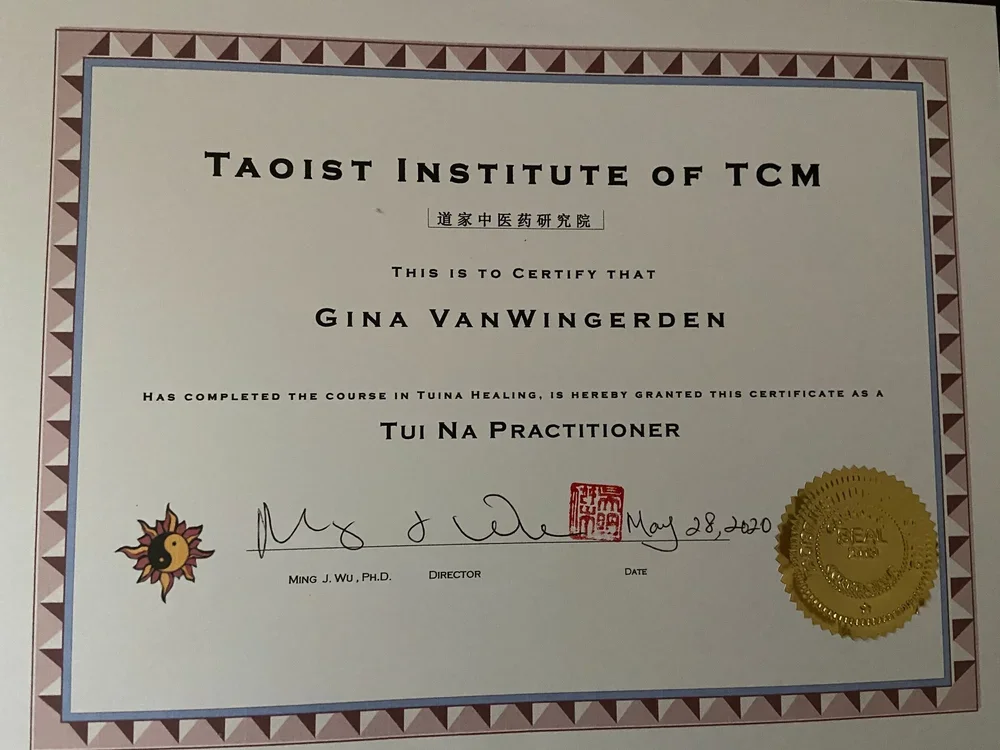 TAOIST INSTITUTE OF TCM
道家中医药研究院
THIS IS TO CERTIFY THAT
GINA VANWINGERDEN
HAS COMPLETED THE COURSE IN TUINA HEALING, IS HEREBY GRANTED THIS CERTIFICATE AS A
TUI NA PRACTITIONER
May 28, 2020
MING J. WU, PH.D. DIRECTOR DATE
SEAL